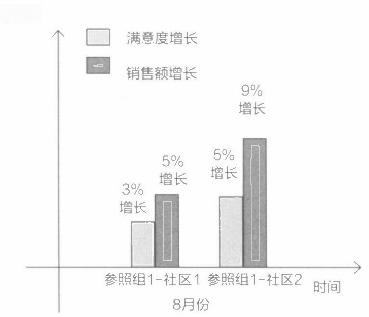 满意度增长
销售额增长
9%
增长
5%
增长
5%
增长
3%
增长
参照组1-社区1
参照组1-社区2
时间
8月份